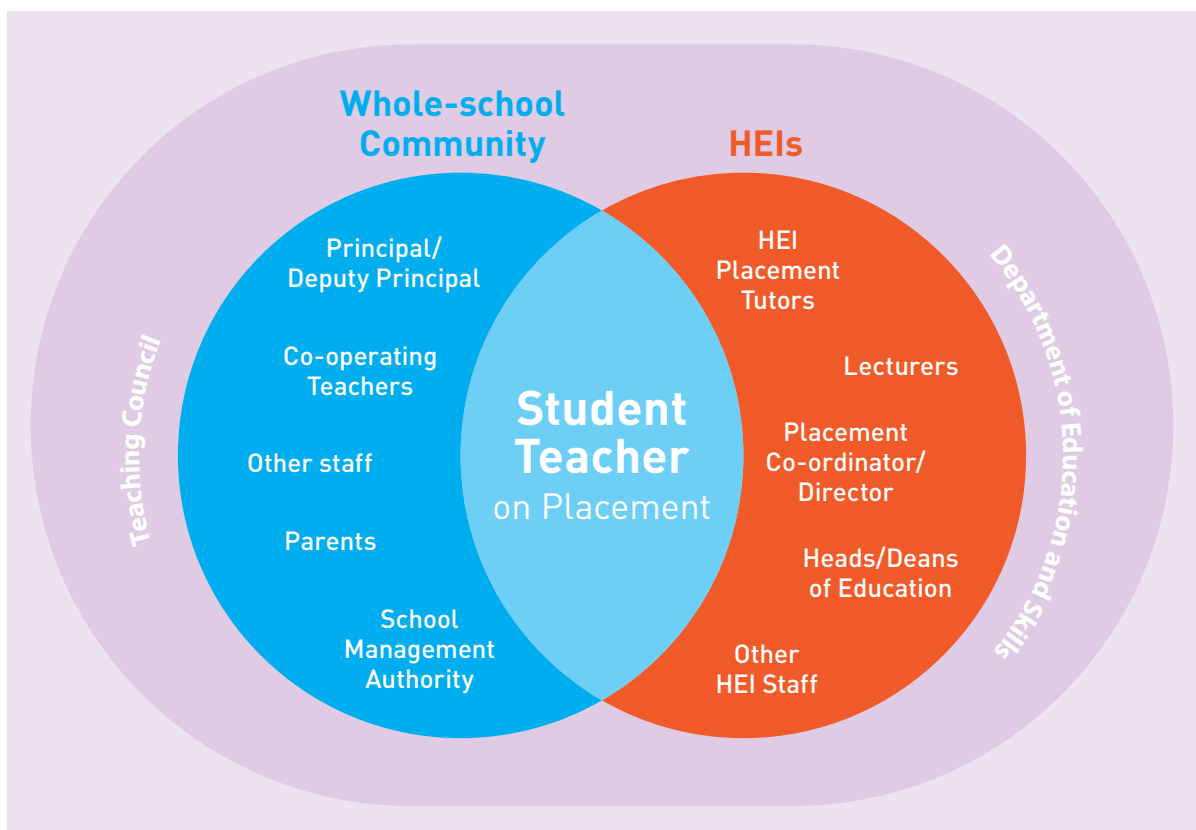 Whole-school
Community
HEIs
Teaching Council
Principal/
Deputy Principal
Co-operating
Teachers
Other staff
Parents
School
Management
Authority
Student
Teacher
on Placement
HEI
Placement
Tutors
Lecturers
Placement
Co-ordinator/
Director
Heads/Deans
of Education
Other
HEI Staff
Department of Education and Skills